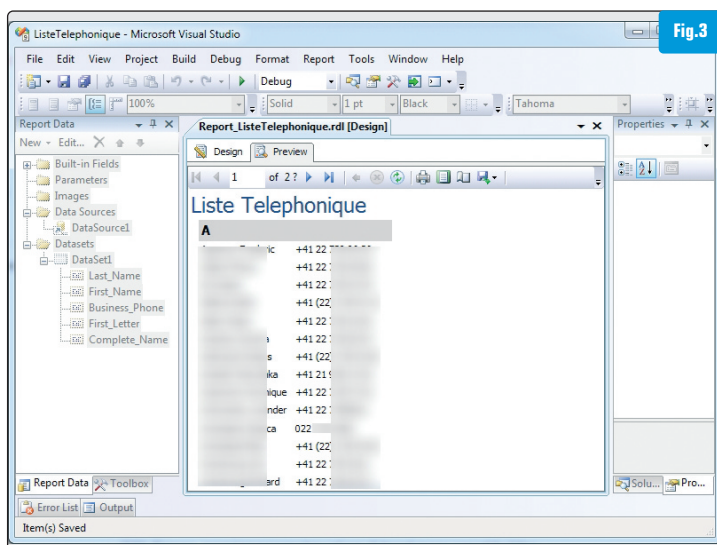 Fig.3
ListeTelephonique - Microsoft Visual Studio
File Edit View Project Build Debug Format Report Tools Window Help
Debug
100% Solid 1 pt Black Tahoma
Report Data
New Edit...
Built-in Fields
Parameters
Images
Data Sources
DataSource1
Datasets
DataSet1
Last_Name
First_Name
Business_Phone
First_Letter
Complete_Name
Report_ListeTelephonique.rdl [Design]
Design Preview
1 of 2 ?
Liste Telephonique
A
+41 22
+41 22
+41 22
+41 (22)
+41 22
+41 22
+41 (22)
+41 21
+41 22
+41 22
022
+41 (22)
+41 22
+41 22
Properties
Report Data Toolbox
Solu... Pro...
Error List Output
Item(s) Saved